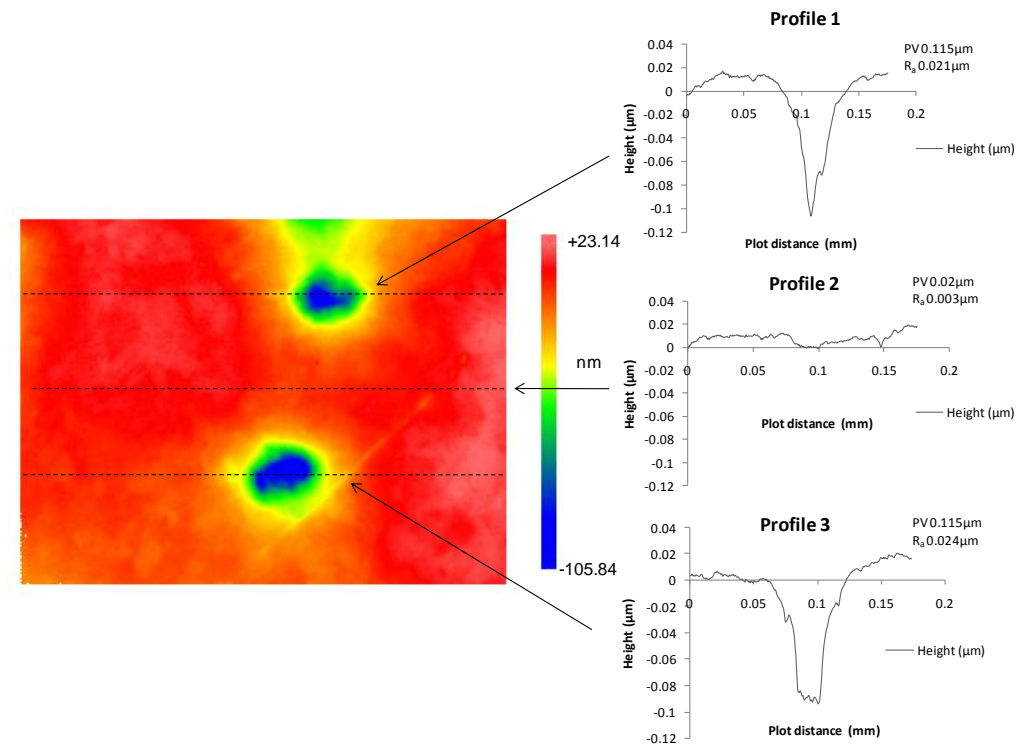 Profile 1
PV 0.115µm
Ra 0.021µm
0.04
0.02
0
-0.02
-0.04
-0.06
-0.08
-0.1
-0.12
0 0.05 0.1 0.15 0.2
Height (µm)
Height (µm)
Plot distance (mm)
+23.14
nm
-105.84
Profile 2
PV 0.02µm
Ra 0.003µm
0.04
0.02
0
-0.02
-0.04
-0.06
-0.08
-0.1
-0.12
0 0.05 0.1 0.15 0.2
Height (µm)
Height (µm)
Plot distance (mm)
Profile 3
PV 0.115µm
Ra 0.024µm
0.04
0.02
0
-0.02
-0.04
-0.06
-0.08
-0.1
-0.12
0 0.05 0.1 0.15 0.2
Height (µm)
Height (µm)
Plot distance (mm)